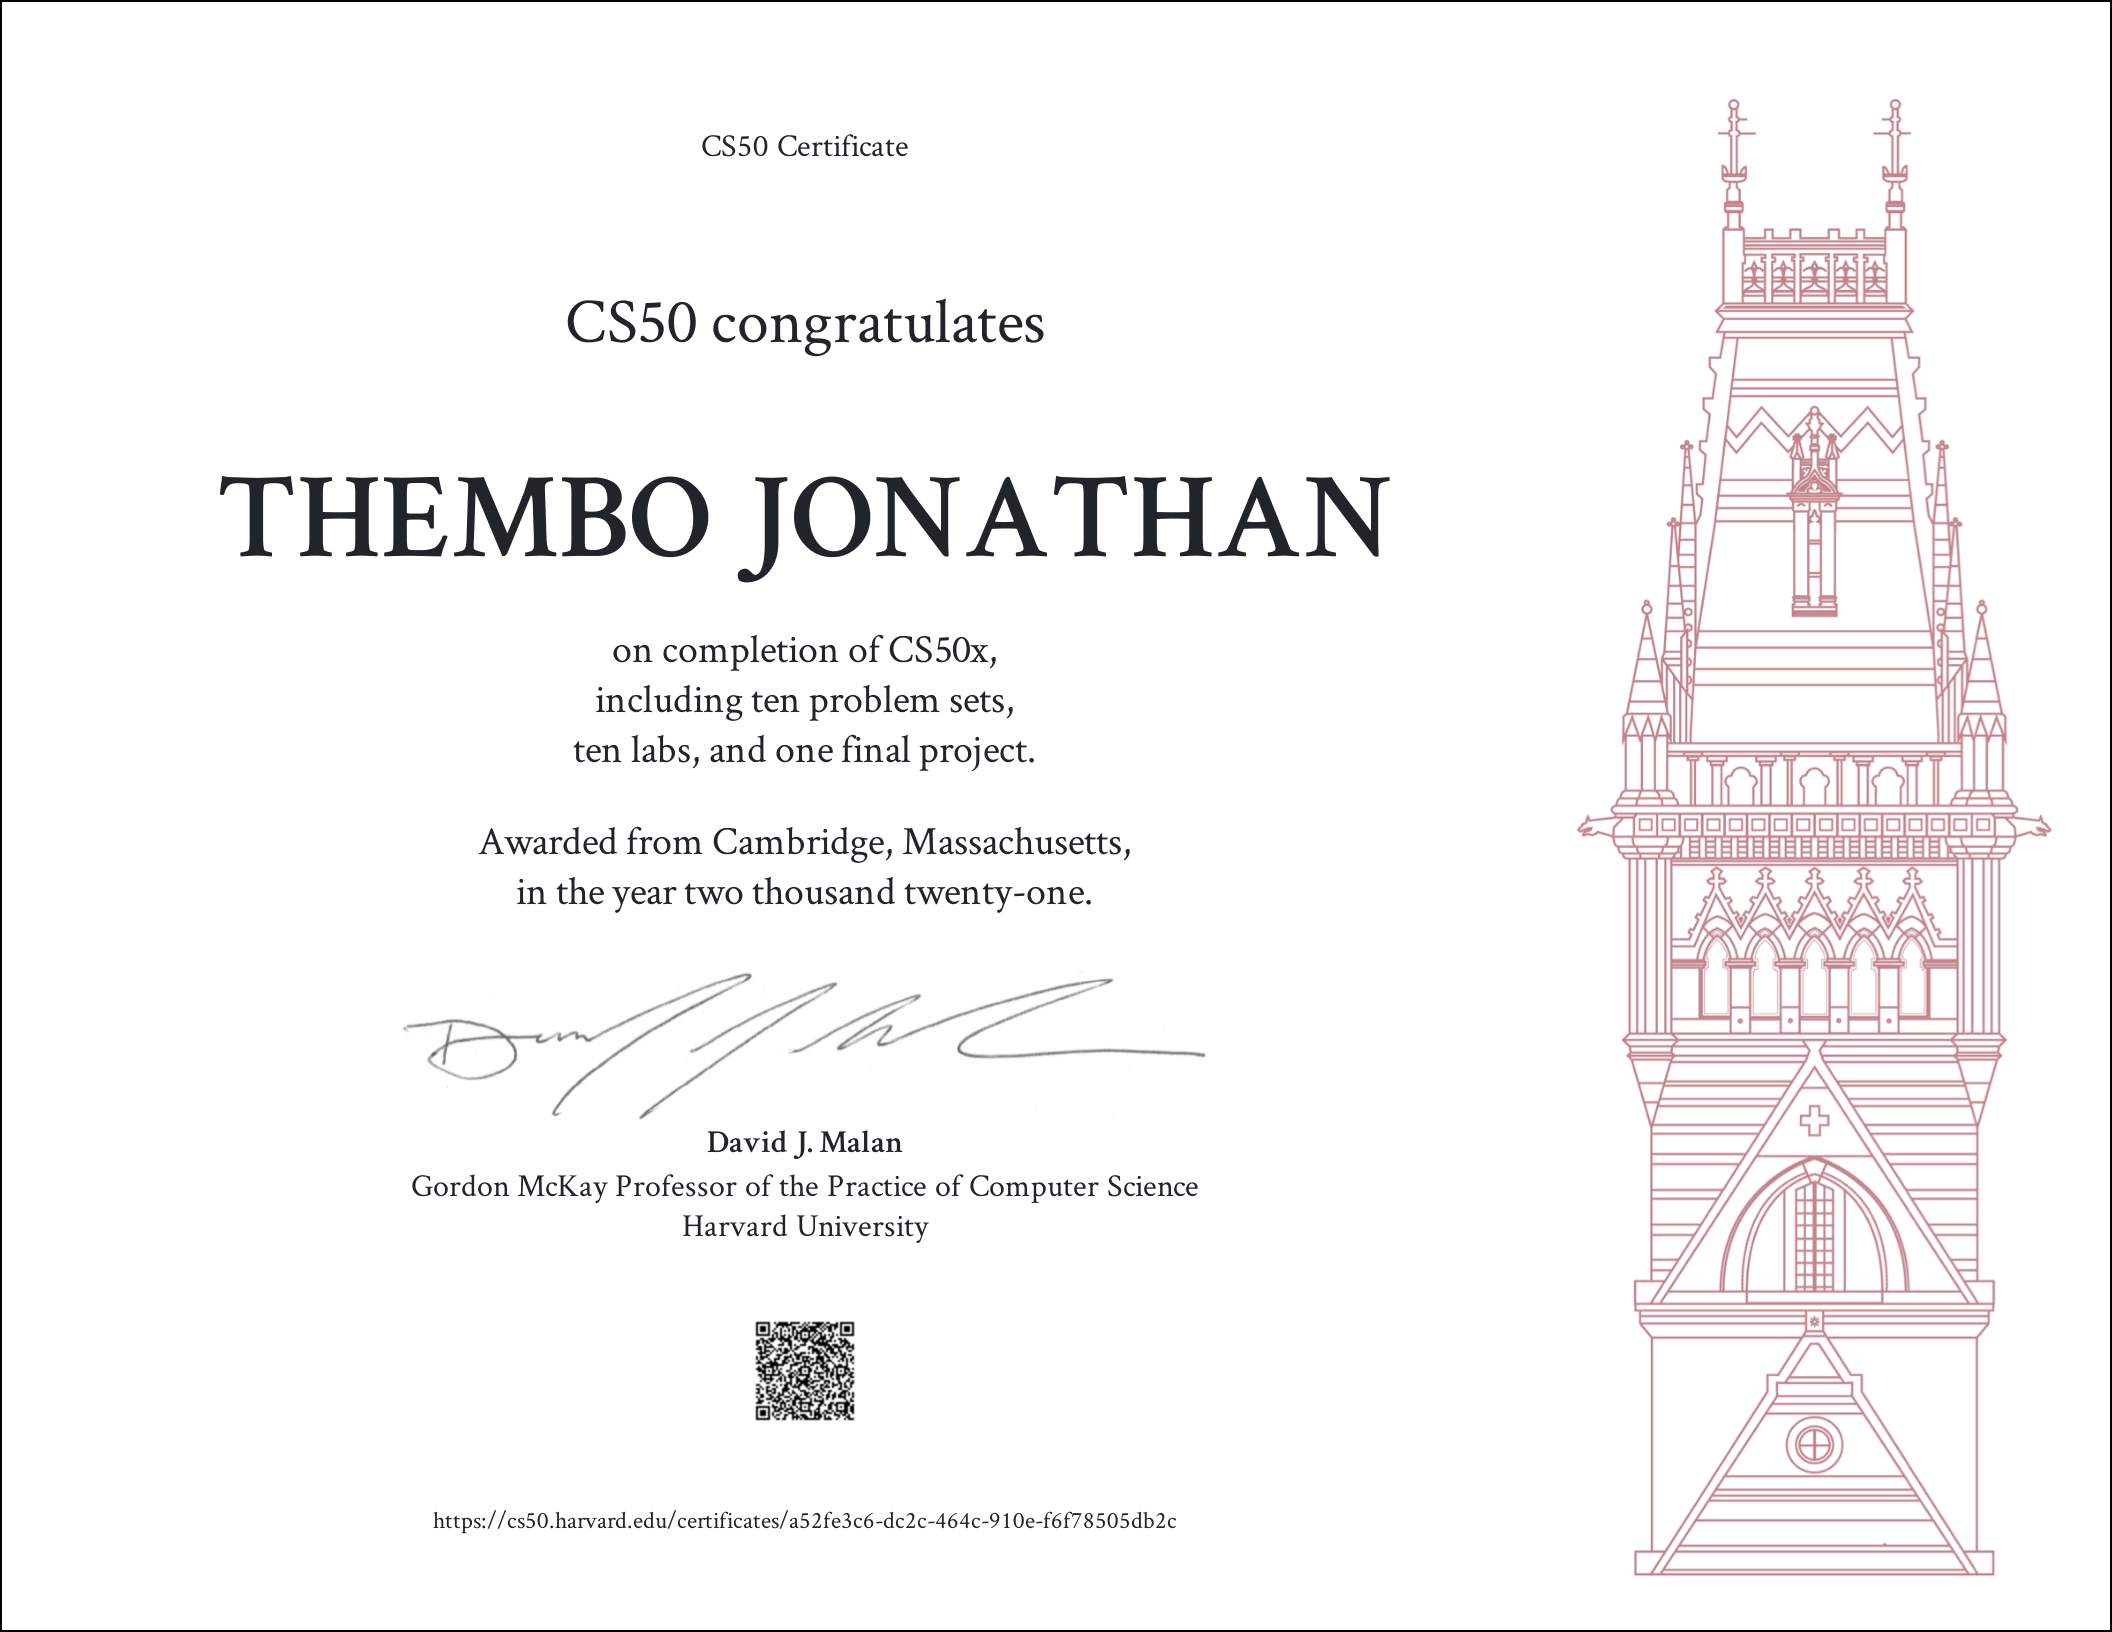 CS50 Certificate
CS50 congratulates
THEMBO JONATHAN
on completion of CS50x,
including ten problem sets,
ten labs, and one final project.
Awarded from Cambridge, Massachusetts,
in the year two thousand twenty-one.
David J. Malan
Gordon McKay Professor of the Practice of Computer Science
Harvard University
https://cs50.harvard.edu/certificates/a52fe3c6-dc2c-464c-910e-f6f78505db2c